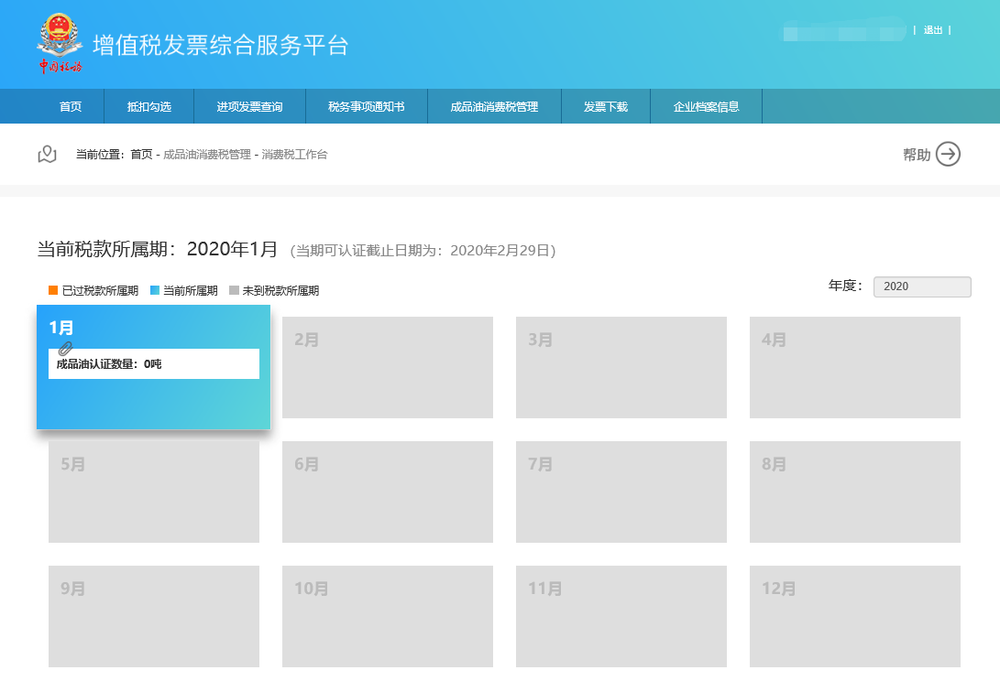 增值税发票综合服务平台
中国税务
| 退出 |
首页 抵扣勾选 进项发票查询 税务事项通知书 成品油消费税管理 发票下载 企业档案信息
当前位置：首页 - 成品油消费税管理 - 消费税工作台
帮助
当前税款所属期：2020年1月 (当期可认证截止日期为：2020年2月29日)
已过税款所属期 当前所属期 未到税款所属期
年度： 2020
1月
成品油认证数量：0吨
2月
3月
4月
5月
6月
7月
8月
9月
10月
11月
12月